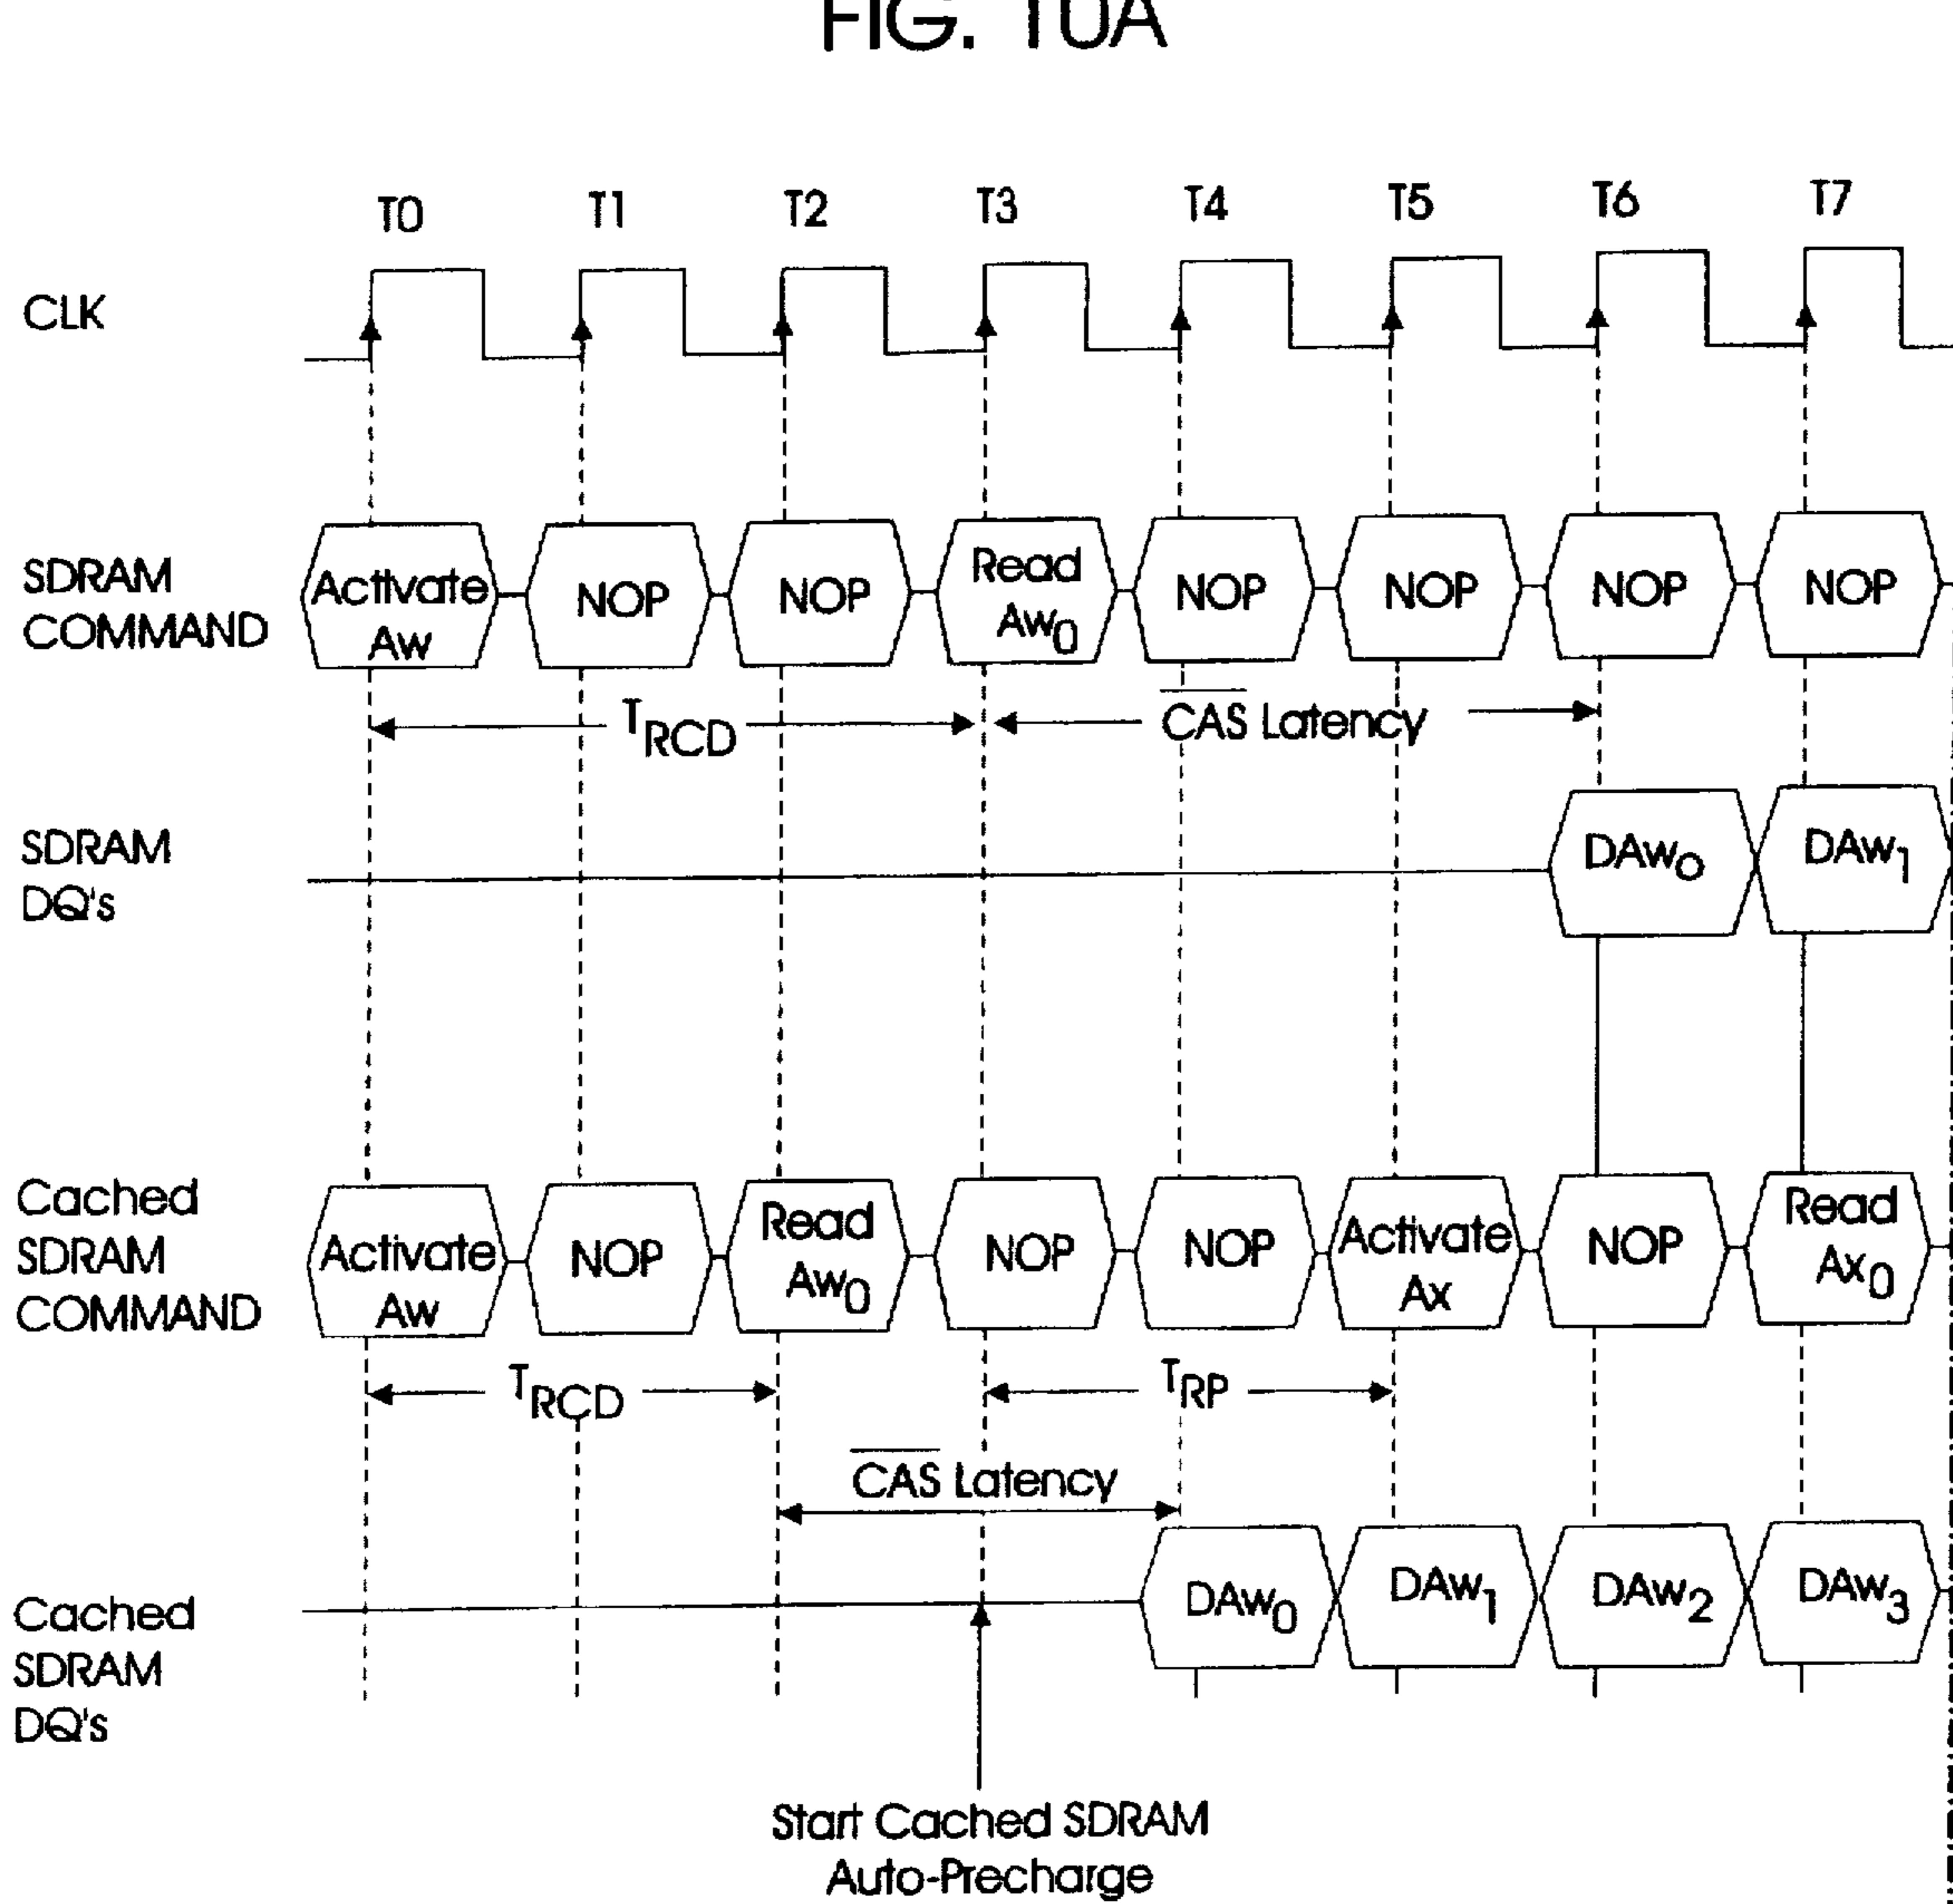 FIG. 10A
T0 T1 T2 T3 T4 T5 T6 T7
CLK
SDRAM
COMMAND
Activate
Aw
NOP
NOP
Read
Aw0
NOP
NOP
NOP
NOP
TRCD
CAS Latency
SDRAM
DQ's
DAw0
DAw1
Cached
SDRAM
COMMAND
Activate
Aw
NOP
Read
Aw0
NOP
NOP
Activate
Ax
NOP
Read
Ax0
TRCD
TRP
CAS Latency
Cached
SDRAM
DQ's
DAw0
DAw1
DAw2
DAw3
Start Cached SDRAM
Auto-Precharge